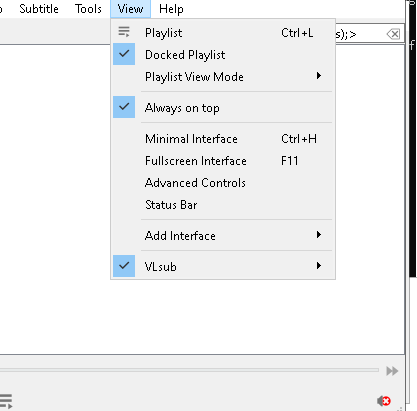 Subtitle Tools View Help
Playlist Ctrl+L
s);>
Docked Playlist
Playlist View Mode
Always on top
Minimal Interface Ctrl+H
Fullscreen Interface F11
Advanced Controls
Status Bar
Add Interface
VLsub